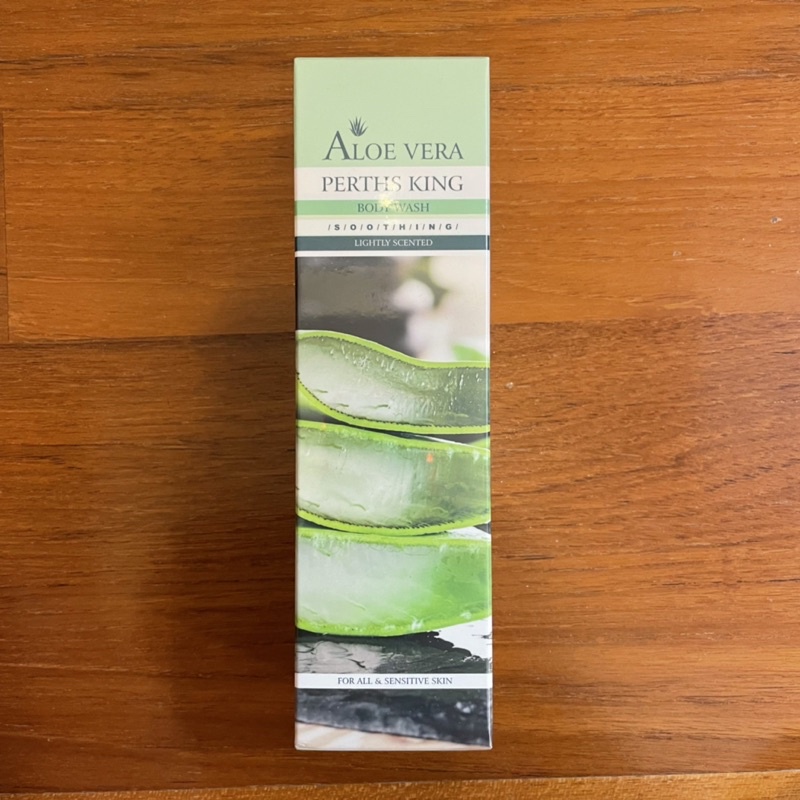 ALOE VERA
PERTHS KING
BODY WASH
/S/O/O/T/H/I/N/G/
LIGHTLY SCENTED
FOR ALL & SENSITIVE SKIN